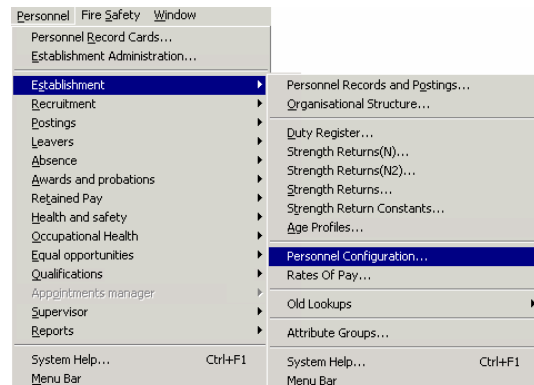 Personnel Fire Safety Window
Personnel Record Cards...
Establishment Administration...
Establishment
Recruitment
Postings
Leavers
Absence
Awards and probations
Retained Pay
Health and safety
Occupational Health
Equal opportunities
Qualifications
Appointments manager
Supervisor
Reports
System Help... Ctrl+F1
Menu Bar
Personnel Records and Postings...
Organisational Structure...
Duty Register...
Strength Returns(N)...
Strength Returns(N2)...
Strength Returns...
Strength Return Constants...
Age Profiles...
Personnel Configuration...
Rates Of Pay...
Old Lookups
Attribute Groups...
System Help... Ctrl+F1
Menu Bar